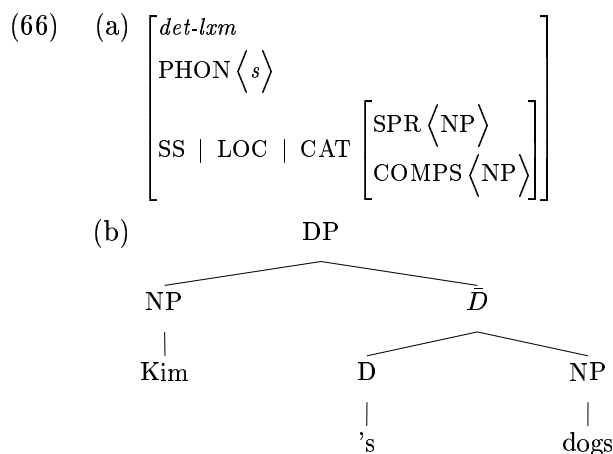 (66) (a) [det-lxm
PHON ⟨s⟩
SS | LOC | CAT [SPR ⟨NP⟩
COMPS ⟨NP⟩]]
(b) DP
NP D̄
Kim D NP
's dogs